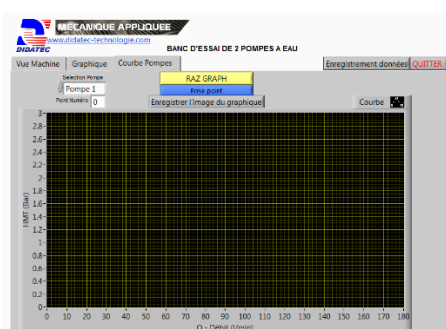 MECANIQUE APPLIQUEE
www.didatec-technologie.com
DIDATEC
BANC D'ESSAI DE 2 POMPES A EAU
Vue Machine Graphique Courbe Pompes Enregistrement données QUITTER
Selection Pompe
Pompe 1
Point Numéro 0
RAZ GRAPH
Prise point
Enregistrer l'image du graphique
Courbe
HMT (Bar)
3
2.8
2.6
2.4
2.2
2
1.8
1.6
1.4
1.2
1
0.8
0.6
0.4
0.2
0
0 10 20 30 40 50 60 70 80 90 100 110 120 130 140 150 160 170 180
Q - Débit (l/min)